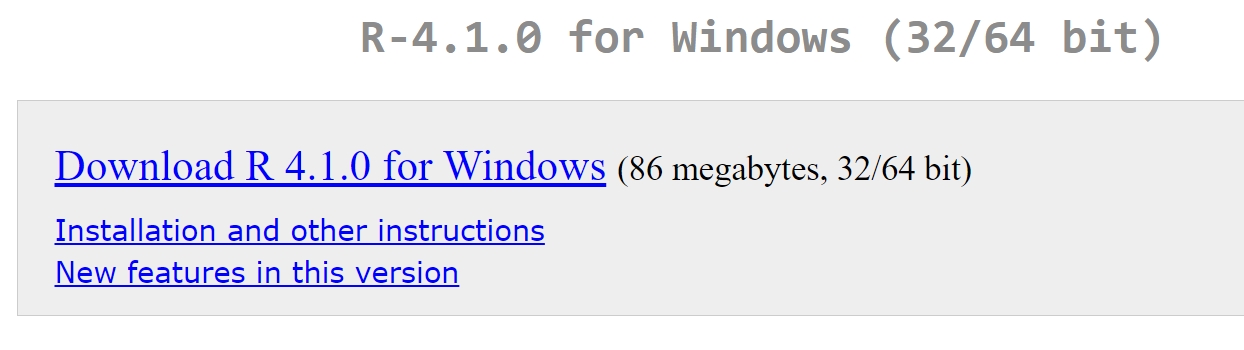 R-4.1.0 for Windows (32/64 bit)
Download R 4.1.0 for Windows (86 megabytes, 32/64 bit)
Installation and other instructions
New features in this version